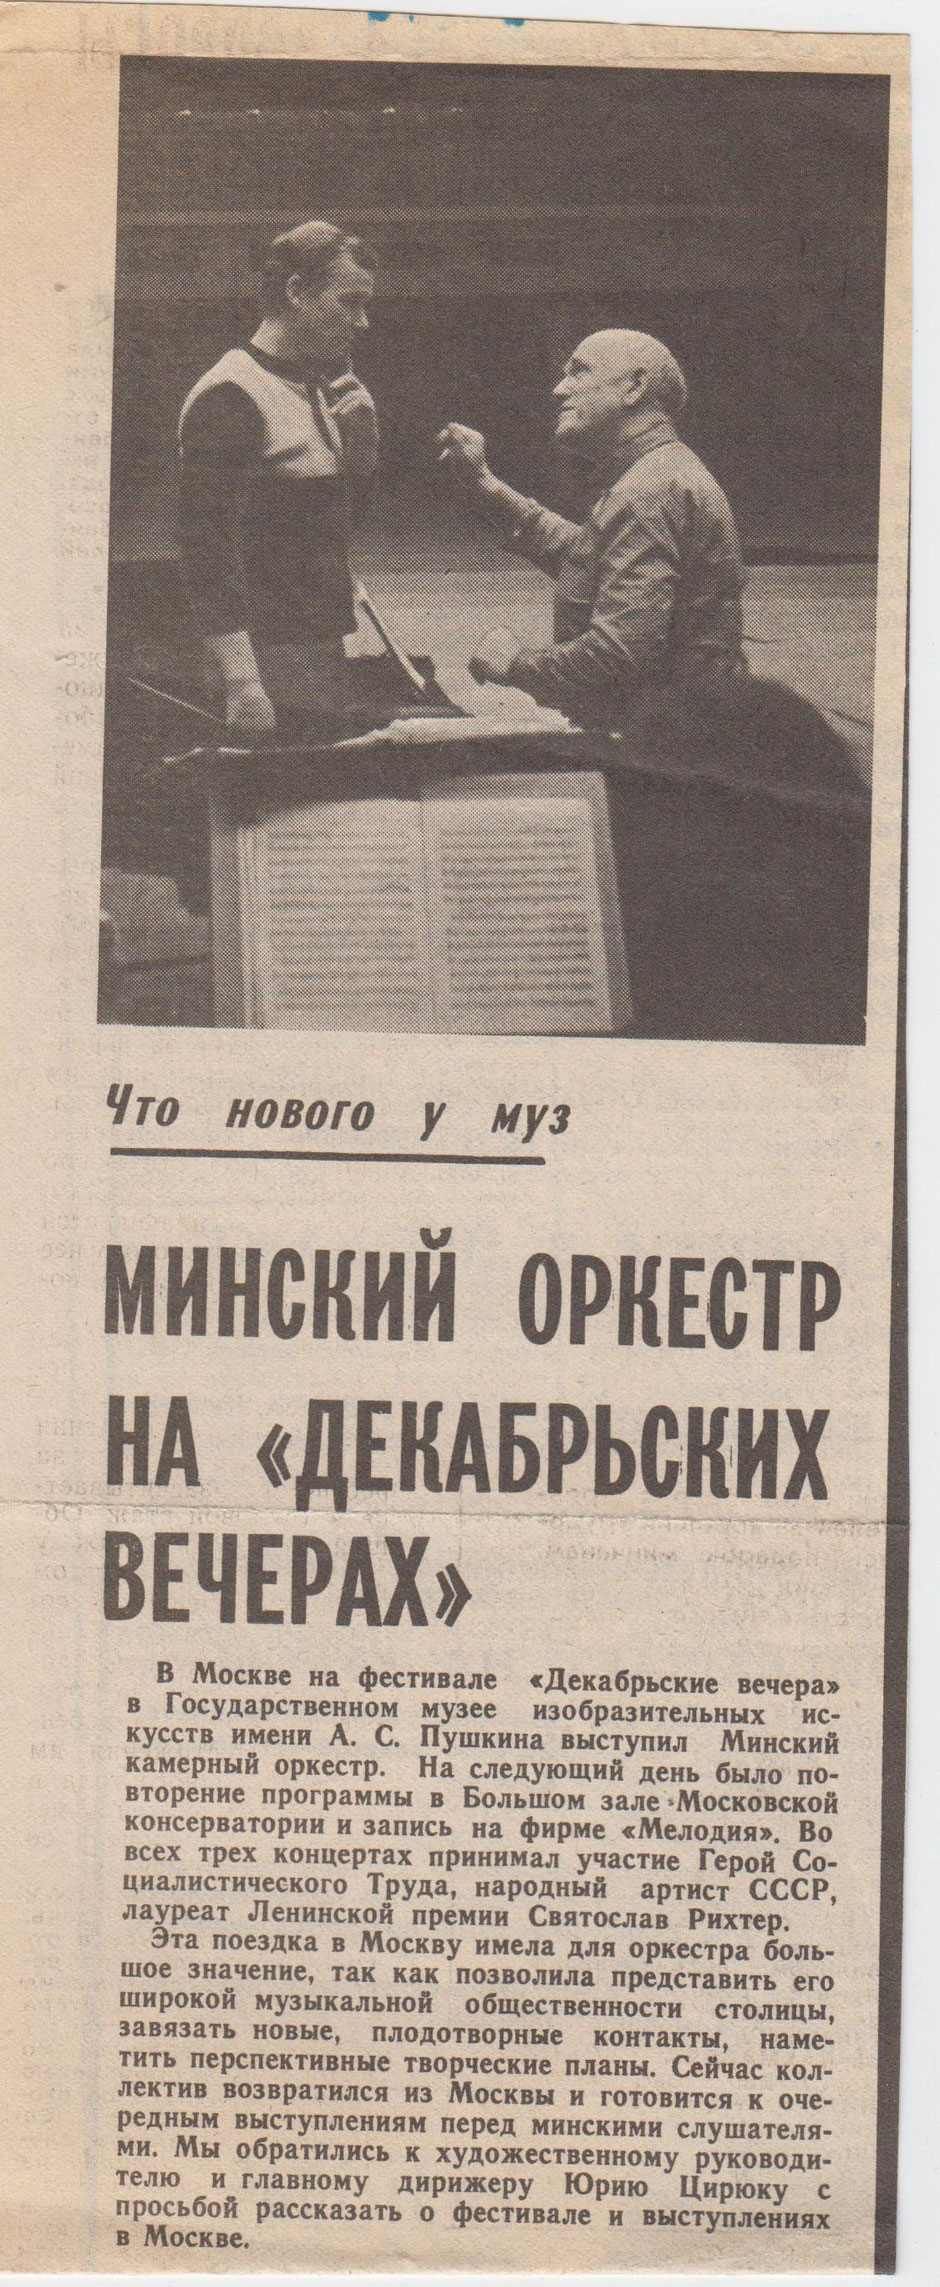 Что нового у муз
МИНСКИЙ ОРКЕСТР
НА «ДЕКАБРЬСКИХ
ВЕЧЕРАХ»
В Москве на фестивале «Декабрьские вечера»
в Государственном музее изобразительных ис-
кусств имени А. С. Пушкина выступил Минский
камерный оркестр. На следующий день было по-
вторение программы в Большом зале Московской
консерватории и запись на фирме «Мелодия». Во
всех трех концертах принимал участие Герой Со-
циалистического Труда, народный артист СССР,
лауреат Ленинской премии Святослав Рихтер.
Эта поездка в Москву имела для оркестра боль-
шое значение, так как позволила представить его
широкой музыкальной общественности столицы,
завязать новые, плодотворные контакты, наме-
тить перспективные творческие планы. Сейчас кол-
лектив возвратился из Москвы и готовится к оче-
редным выступлениям перед минскими слушателя-
ми. Мы обратились к художественному руководи-
телю и главному дирижеру Юрию Цирюку с
просьбой рассказать о фестивале и выступлениях
в Москве.